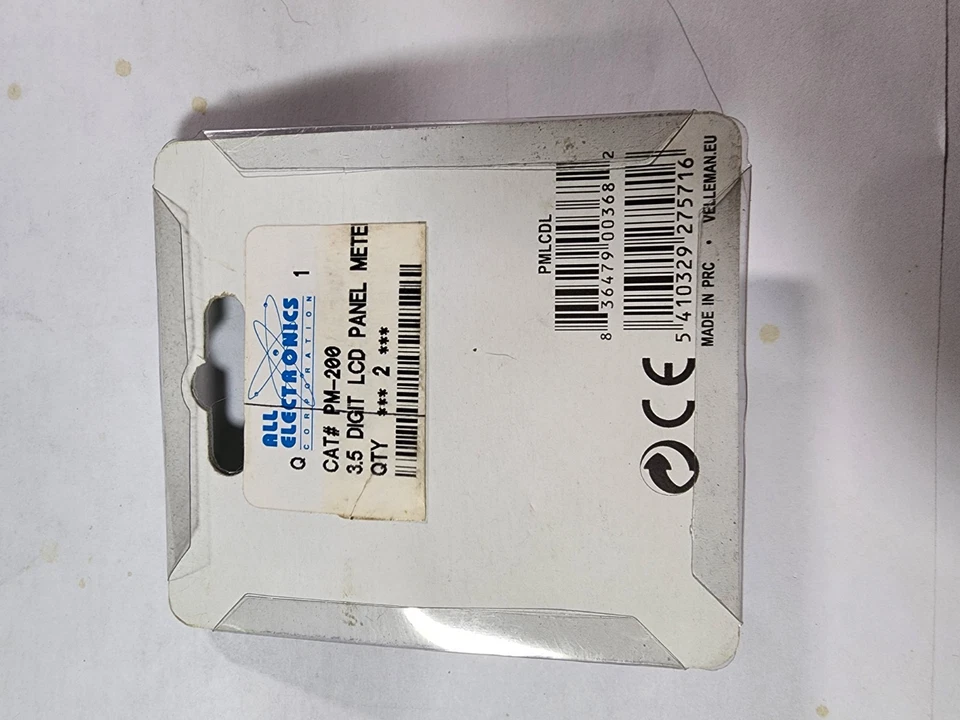 ALL
ELECTRONICS
CORPORATION
Q 1
CAT# PM-200
3.5 DIGIT LCD PANEL METE
QTY *** 2 ***
PMLCDL
8 36479 00368 2
5 410329 275716
CE
MADE IN PRC • VELLEMAN.EU